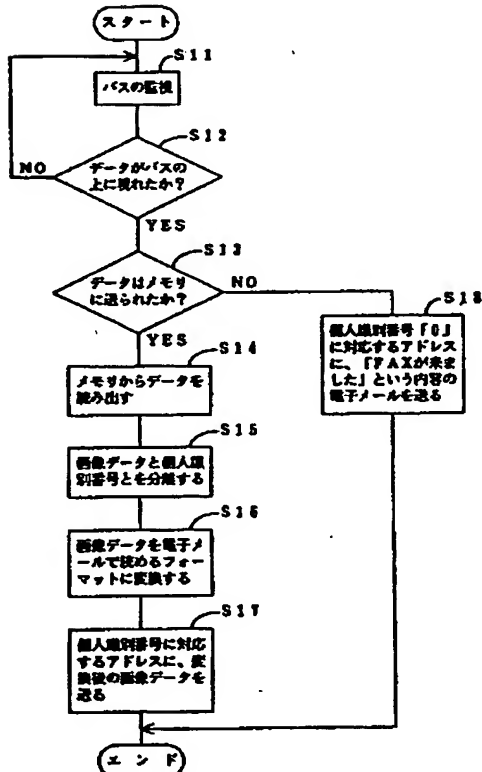 スタート
S11
バスの監視
S12
データがバスの
上に視れたか?
NO
YES
S13
データはメモリ
に送られたか?
NO
YES
S14
メモリからデータを
読み出す
S15
画像データと個人識
別番号とを分離する
S16
画像データを電子メ
ールで読めるフォー
マットに変換する
S17
個人識別番号に対応
するアドレスに、変
換後の画像データを
送る
S18
個人識別番号「0」
に対応するアドレス
に、「FAXが来ま
した」という内容の
電子メールを送る
エンド